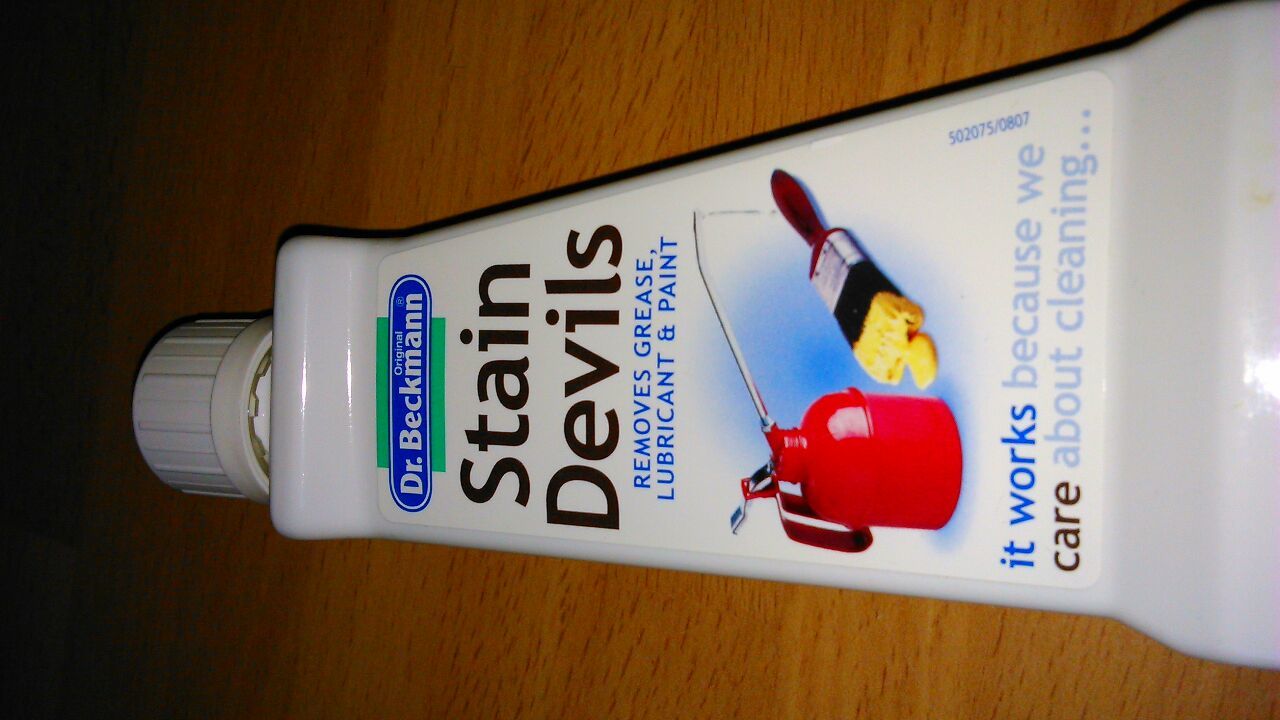 Original
Dr. Beckmann ®
Stain
Devils
REMOVES GREASE,
LUBRICANT & PAINT
502075/0807
it works because we
care about cleaning...